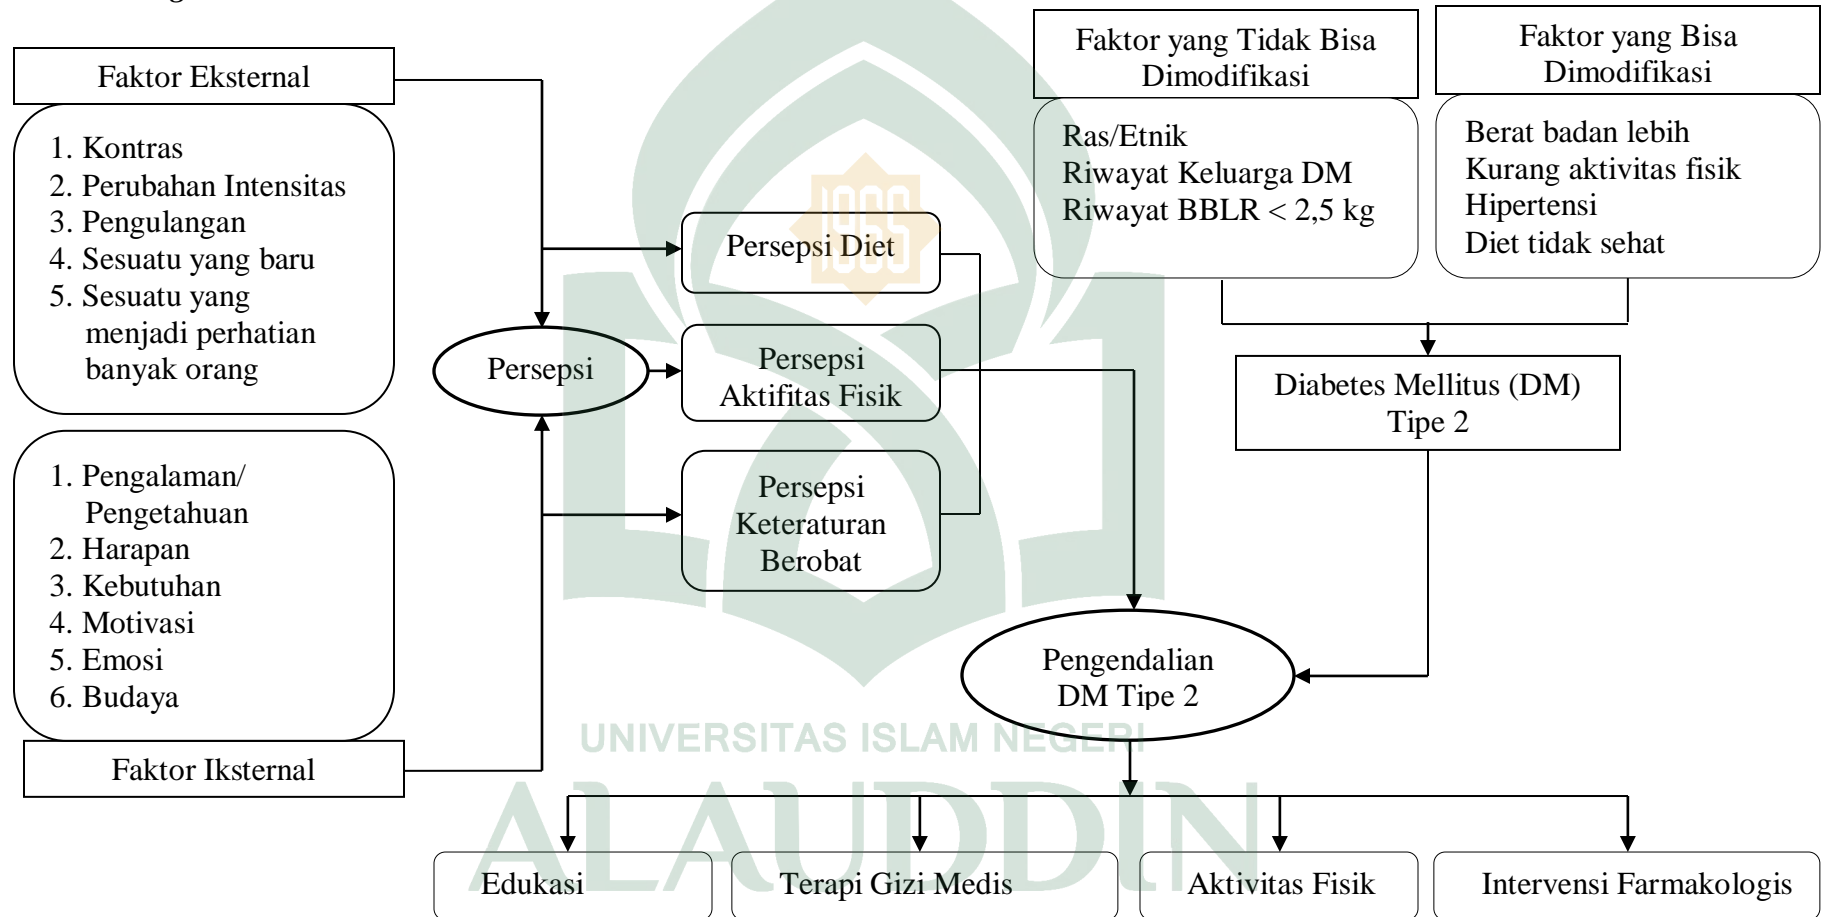 Faktor Eksternal
1. Kontras
2. Perubahan Intensitas
3. Pengulangan
4. Sesuatu yang baru
5. Sesuatu yang
menjadi perhatian
banyak orang
1. Pengalaman/
Pengetahuan
2. Harapan
3. Kebutuhan
4. Motivasi
5. Emosi
6. Budaya
Faktor Iksternal
Persepsi
Persepsi Diet
Persepsi
Aktifitas Fisik
Persepsi
Keteraturan
Berobat
Faktor yang Tidak Bisa
Dimodifikasi
Ras/Etnik
Riwayat Keluarga DM
Riwayat BBLR < 2,5 kg
Faktor yang Bisa
Dimodifikasi
Berat badan lebih
Kurang aktivitas fisik
Hipertensi
Diet tidak sehat
Diabetes Mellitus (DM)
Tipe 2
Pengendalian
DM Tipe 2
Edukasi
Terapi Gizi Medis
Aktivitas Fisik
Intervensi Farmakologis
1965
UNIVERSITAS ISLAM NEGERI
ALAUDDIN